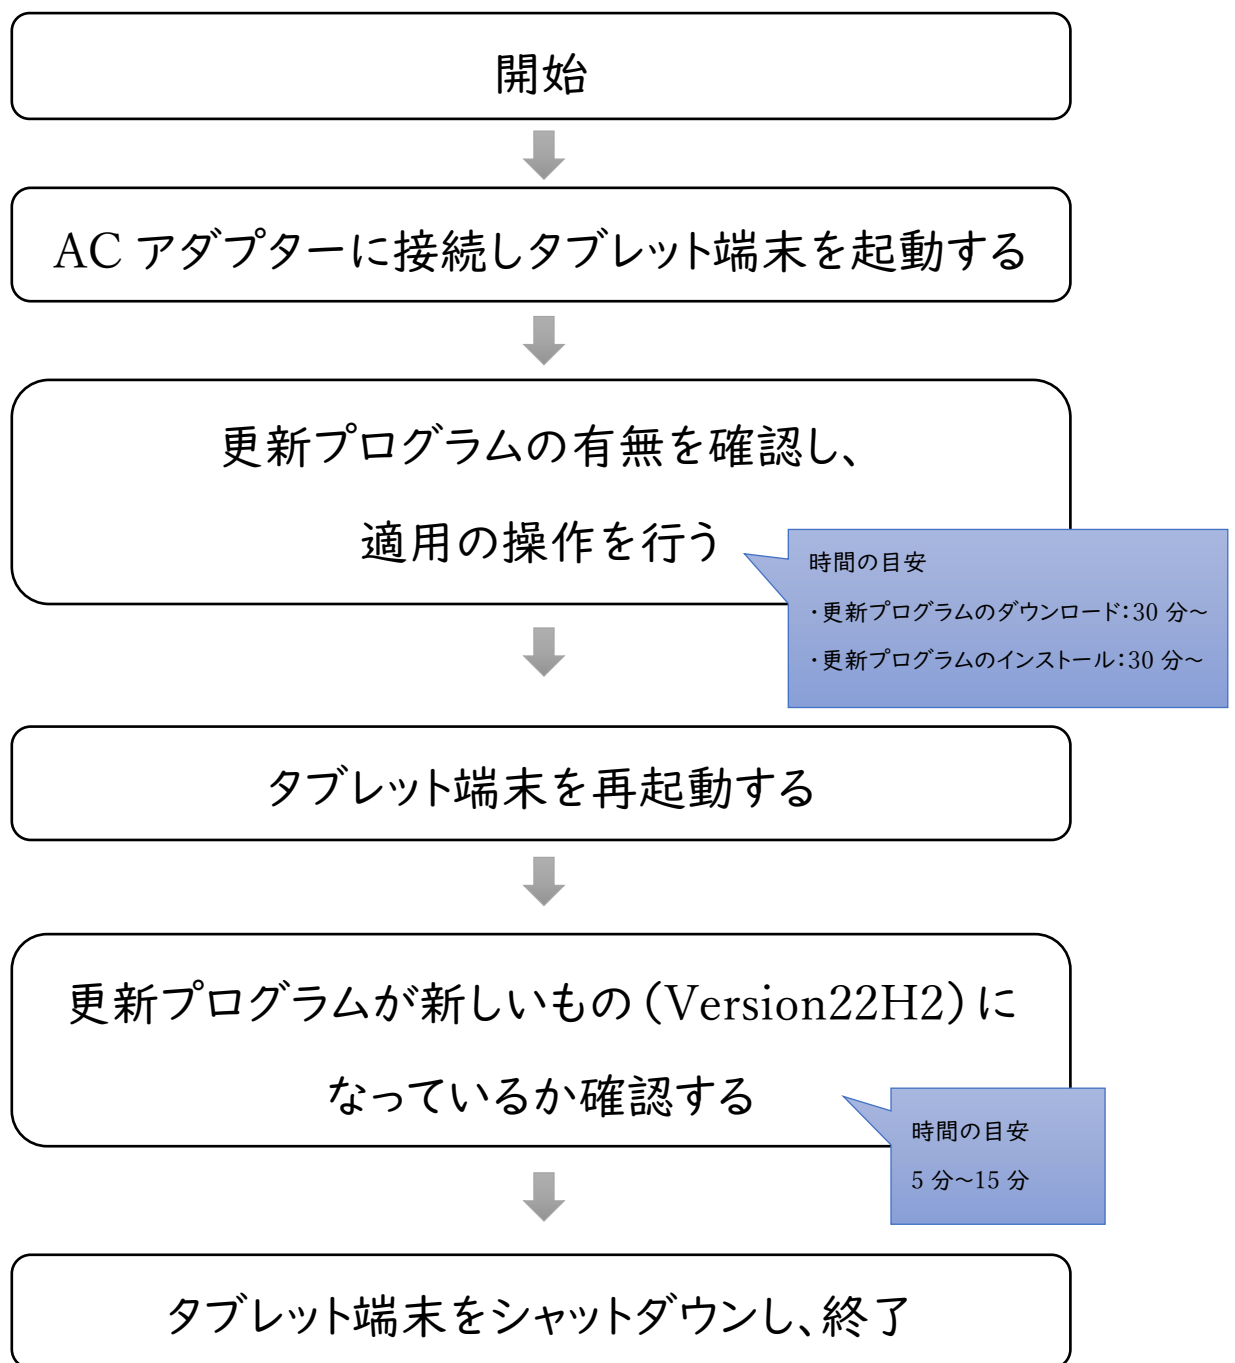 開始
AC アダプターに接続しタブレット端末を起動する
更新プログラムの有無を確認し、
適用の操作を行う
時間の目安
・更新プログラムのダウンロード：30 分～
・更新プログラムのインストール：30 分～
タブレット端末を再起動する
更新プログラムが新しいもの（Version22H2）に
なっているか確認する
時間の目安
5 分～15 分
タブレット端末をシャットダウンし、終了